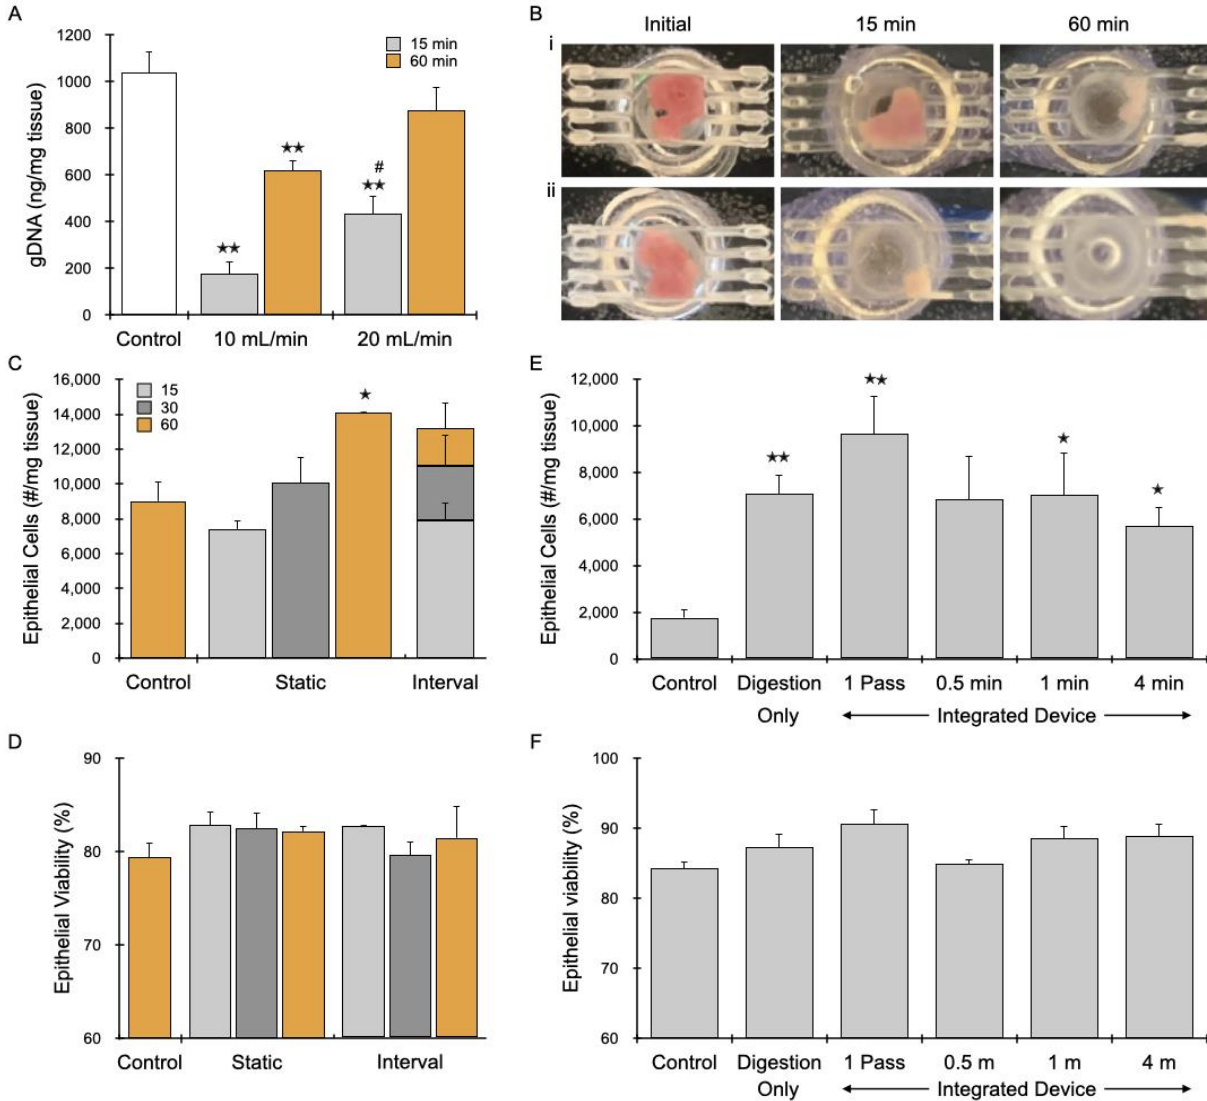 A
gDNA (ng/mg tissue)
1200
1000
800
600
400
200
0
15 min
60 min
★★
★★
#
★★
Control
10 mL/min
20 mL/min
B
Initial
15 min
60 min
i
ii
C
Epithelial Cells (#/mg tissue)
16,000
14,000
12,000
10,000
8,000
6,000
4,000
2,000
0
15
30
60
★
Control
Static
Interval
E
Epithelial Cells (#/mg tissue)
12,000
10,000
8,000
6,000
4,000
2,000
0
★★
★★
★
★
Control
Digestion
Only
1 Pass
0.5 min
1 min
4 min
Integrated Device
D
Epithelial Viability (%)
90
80
70
60
Control
Static
Interval
F
Epithelial viability (%)
100
90
80
70
60
Control
Digestion
Only
1 Pass
0.5 m
1 m
4 m
Integrated Device